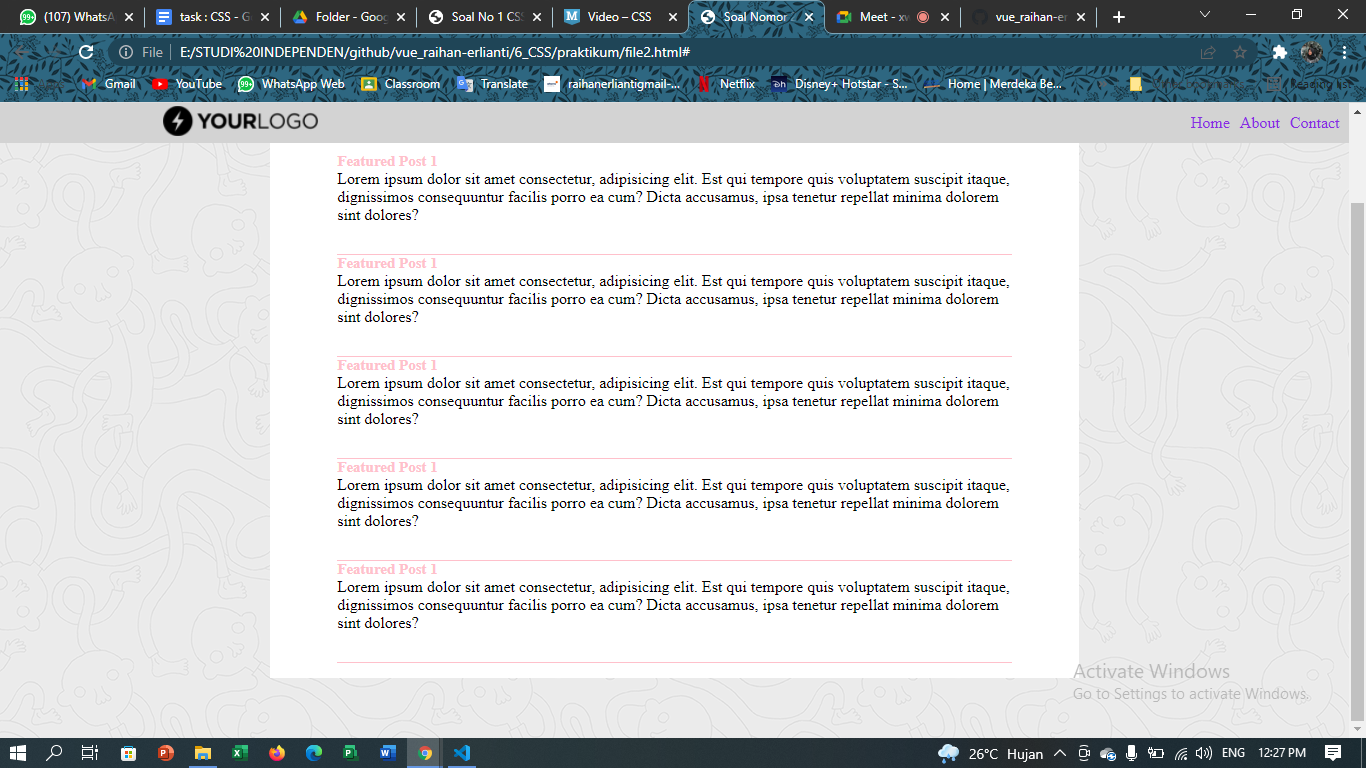 (107) WhatsA
task : CSS - G
Folder - Goog
Soal No 1 CSS
Video – CSS
Soal Nomor
Meet - xw
vue_raihan-er
File
E:/STUDI%20INDEPENDEN/github/vue_raihan-erlianti/6_CSS/praktikum/file2.html#
Gmail
YouTube
99+
WhatsApp Web
Classroom
Translate
raihanerliantigmail-...
Netflix
Disney+ Hotstar - S...
Home | Merdeka Be...
Reading list
YOURLOGO
Home About Contact
Featured Post 1
Lorem ipsum dolor sit amet consectetur, adipisicing elit. Est qui tempore quis voluptatem suscipit itaque,
dignissimos consequuntur facilis porro ea cum? Dicta accusamus, ipsa tenetur repellat minima dolorem
sint dolores?
Featured Post 1
Lorem ipsum dolor sit amet consectetur, adipisicing elit. Est qui tempore quis voluptatem suscipit itaque,
dignissimos consequuntur facilis porro ea cum? Dicta accusamus, ipsa tenetur repellat minima dolorem
sint dolores?
Featured Post 1
Lorem ipsum dolor sit amet consectetur, adipisicing elit. Est qui tempore quis voluptatem suscipit itaque,
dignissimos consequuntur facilis porro ea cum? Dicta accusamus, ipsa tenetur repellat minima dolorem
sint dolores?
Featured Post 1
Lorem ipsum dolor sit amet consectetur, adipisicing elit. Est qui tempore quis voluptatem suscipit itaque,
dignissimos consequuntur facilis porro ea cum? Dicta accusamus, ipsa tenetur repellat minima dolorem
sint dolores?
Featured Post 1
Lorem ipsum dolor sit amet consectetur, adipisicing elit. Est qui tempore quis voluptatem suscipit itaque,
dignissimos consequuntur facilis porro ea cum? Dicta accusamus, ipsa tenetur repellat minima dolorem
sint dolores?
Activate Windows
Go to Settings to activate Windows.
26°C Hujan
ENG
12:27 PM